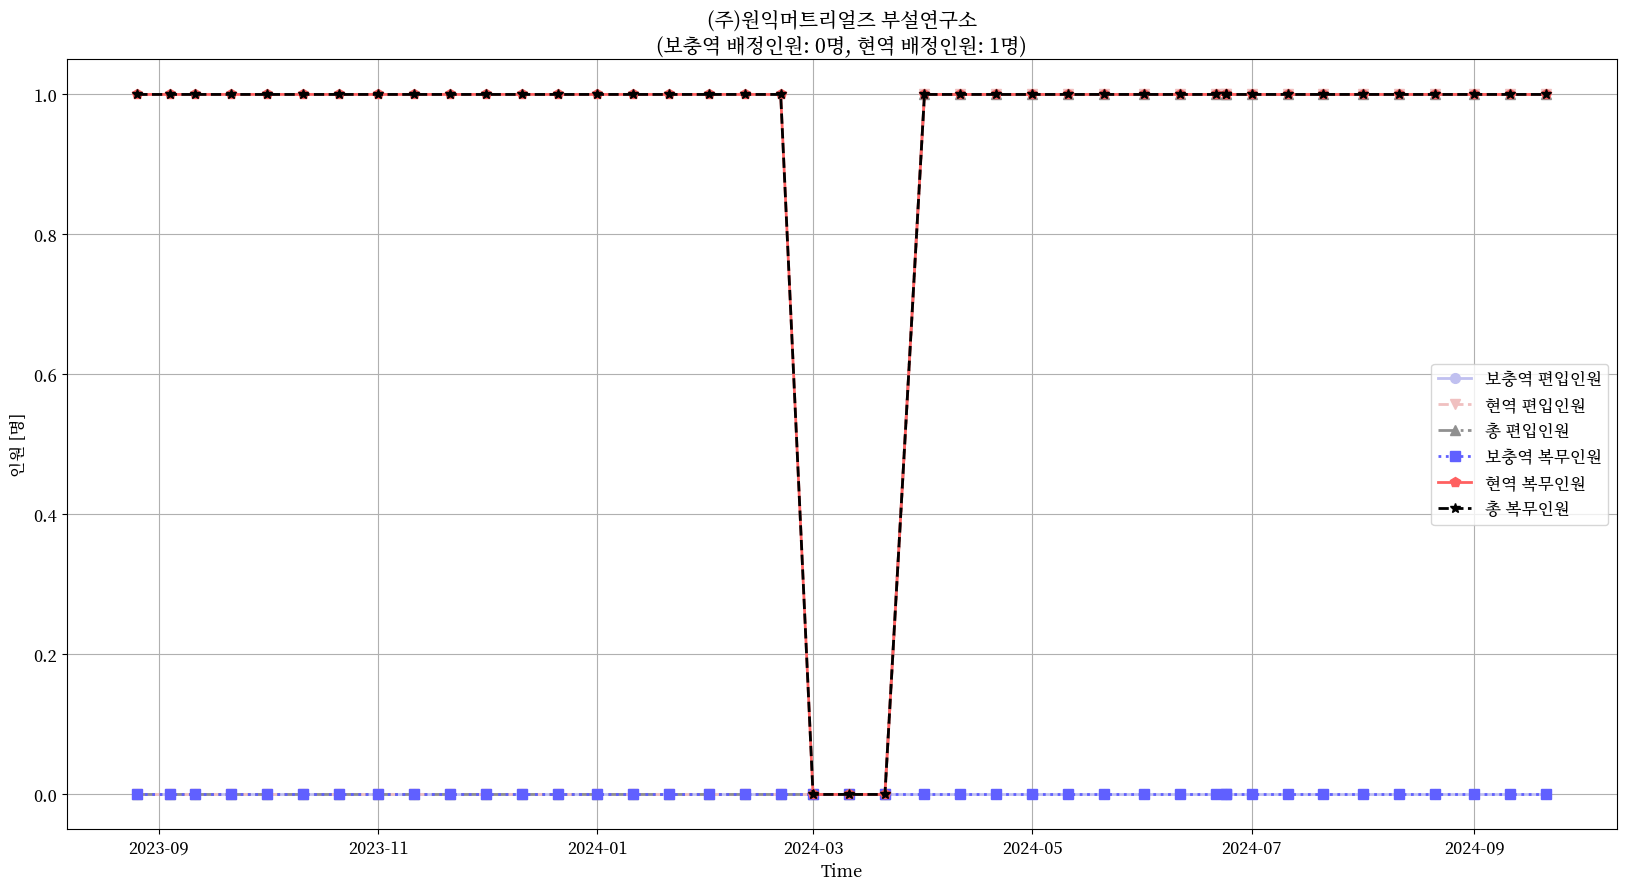 (주)원익머트리얼즈 부설연구소
(보충역 배정인원: 0명, 현역 배정인원: 1명)
인원 [명]
1.0
0.8
0.6
0.4
0.2
0.0
보충역 편입인원
현역 편입인원
총 편입인원
보충역 복무인원
현역 복무인원
총 복무인원
2023-09 2023-11 2024-01 2024-03 2024-05 2024-07 2024-09
Time